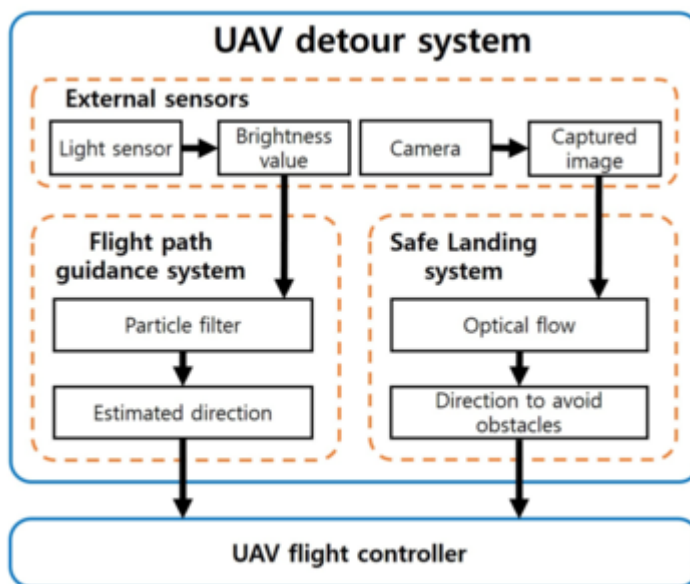 UAV detour system
External sensors
Light sensor
Brightness
value
Camera
Captured
image
Flight path
guidance system
Particle filter
Estimated direction
Safe Landing
system
Optical flow
Direction to avoid
obstacles
UAV flight controller